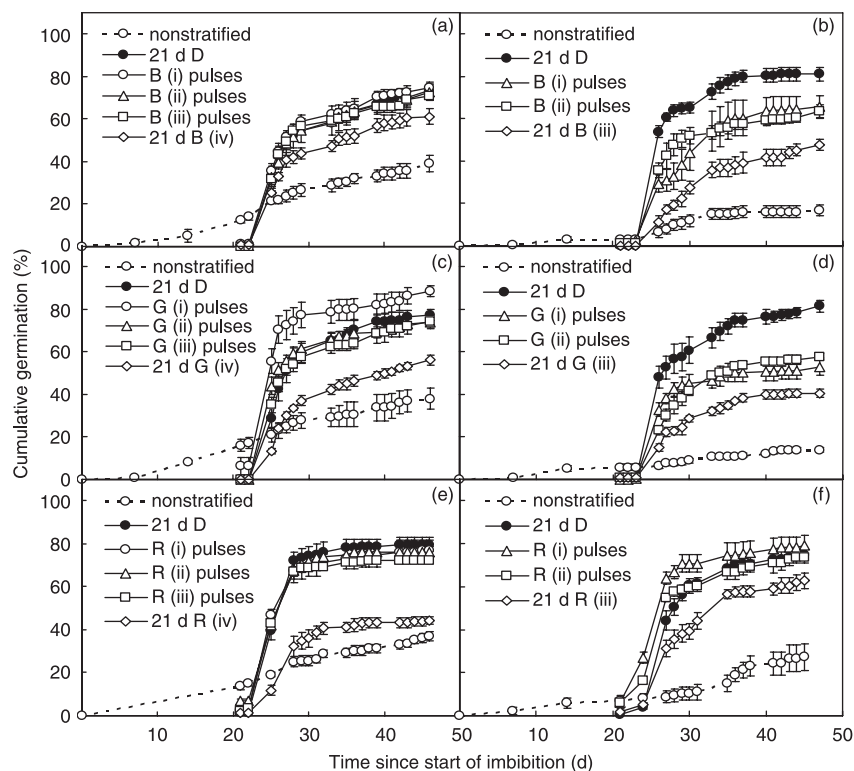 Cumulative germination (%)
100
80
60
40
20
0
(a)
nonstratified
21 d D
B (i) pulses
B (ii) pulses
B (iii) pulses
21 d B (iv)
(b)
nonstratified
21 d D
B (i) pulses
B (ii) pulses
21 d B (iii)
100
80
60
40
20
0
(c)
nonstratified
21 d D
G (i) pulses
G (ii) pulses
G (iii) pulses
21 d G (iv)
(d)
nonstratified
21 d D
G (i) pulses
G (ii) pulses
21 d G (iii)
100
80
60
40
20
0
(e)
nonstratified
21 d D
R (i) pulses
R (ii) pulses
R (iii) pulses
21 d R (iv)
(f)
nonstratified
21 d D
R (i) pulses
R (ii) pulses
21 d R (iii)
10 20 30 40 50 10 20 30 40 50
Time since start of imbibition (d)